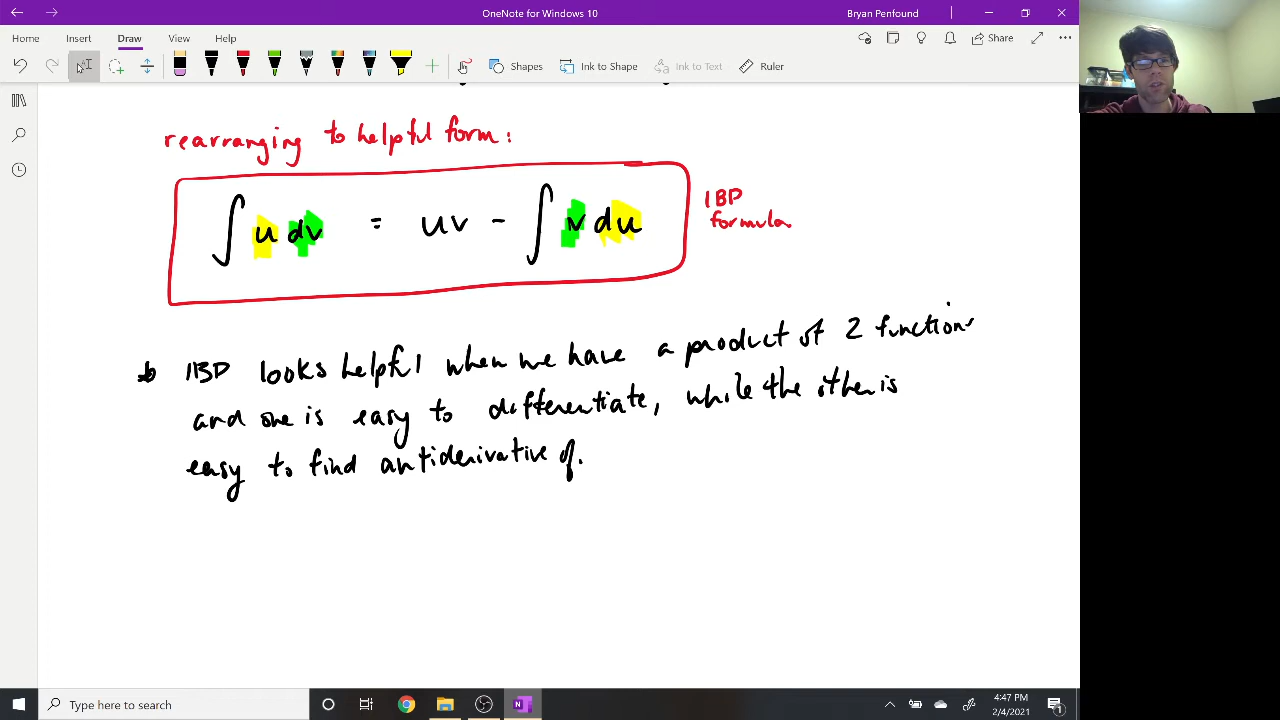 OneNote for Windows 10
Bryan Penfound
Home Insert Draw View Help
Share
Shapes Ink to Shape Ink to Text Ruler
rearranging to helpful form:
∫ u dv = uv - ∫ v du
IBP
formula
IBP looks helpful when we have a product of 2 functions
and one is easy to differentiate, while the other is
easy to find antiderivative of.
Type here to search
4:47 PM
2/4/2021